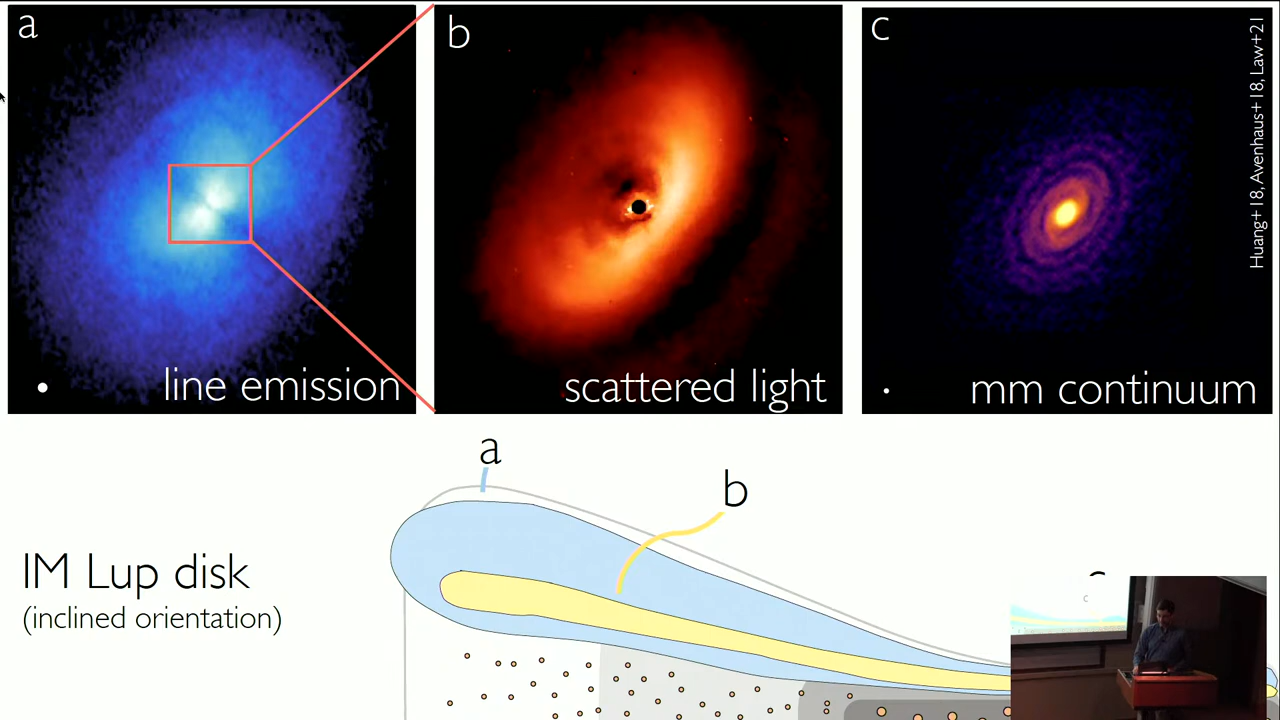 a
b
c
line emission
scattered light
mm continuum
Huang+18, Avenhaus+18, Law+21
a
b
IM Lup disk
(inclined orientation)
c